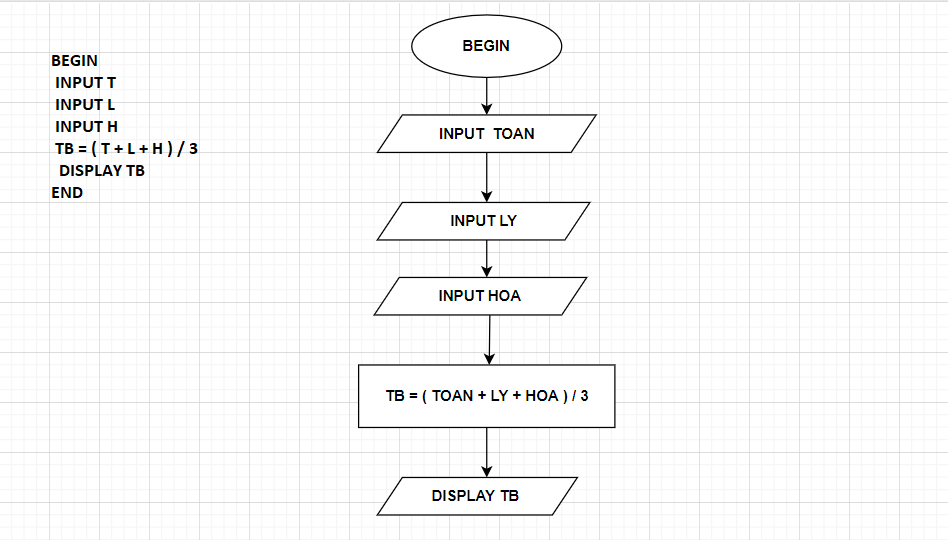 BEGIN
INPUT T
INPUT L
INPUT H
TB = ( T + L + H ) / 3
DISPLAY TB
END
BEGIN
INPUT TOAN
INPUT LY
INPUT HOA
TB = ( TOAN + LY + HOA ) / 3
DISPLAY TB